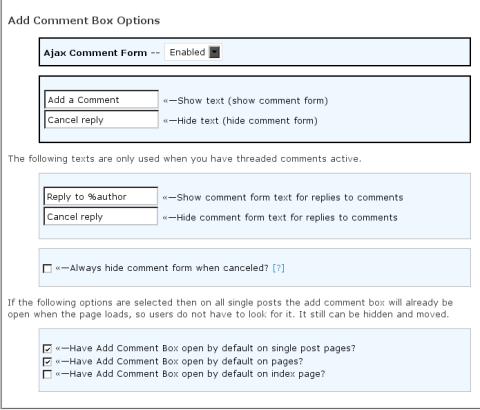 Add Comment Box Options
Ajax Comment Form -- Enabled
Add a Comment «—Show text (show comment form)
Cancel reply «—Hide text (hide comment form)
The following texts are only used when you have threaded comments active.
Reply to %author «—Show comment form text for replies to comments
Cancel reply «—Hide comment form text for replies to comments
«—Always hide comment form when canceled? [?]
If the following options are selected then on all single posts the add comment box will already be
open when the page loads, so users do not have to look for it. It still can be hidden and moved.
«—Have Add Comment Box open by default on single post pages?
«—Have Add Comment Box open by default on pages?
«—Have Add Comment Box open by default on index page?